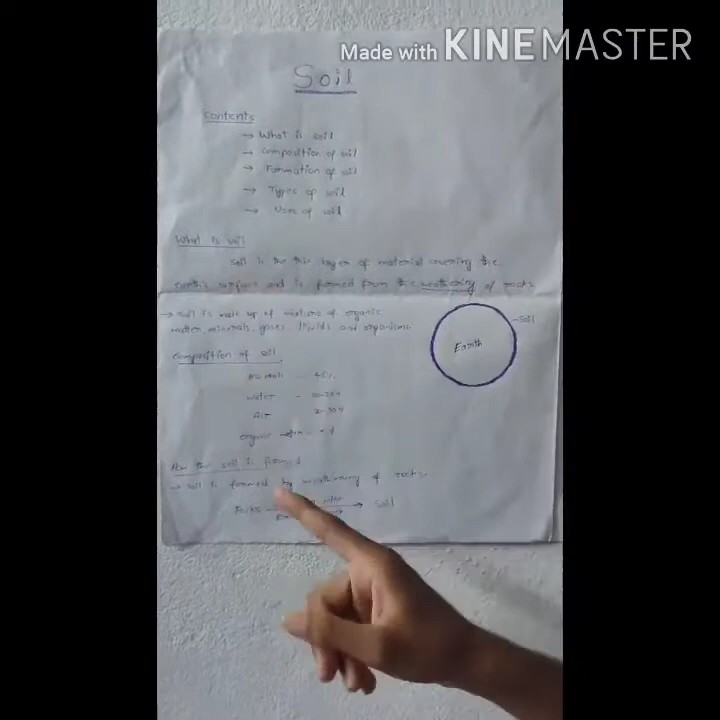 Made with KINEMASTER
Soil
Contents
→ What is soil
→ Composition of soil
→ Formation of soil
→ Types of soil
→ Uses of soil
What is soil
Soil is the thin layer of material covering the
earth's surface and is formed from the weathering of rocks
→ Soil is made up of mixture of organic
matter, minerals, gases, liquids and organisms
Soil
Earth
Composition of soil
45%
Water -
Air
organic
How the soil is formed
→ Soil is formed by weathering of rocks
Rocks → Soil